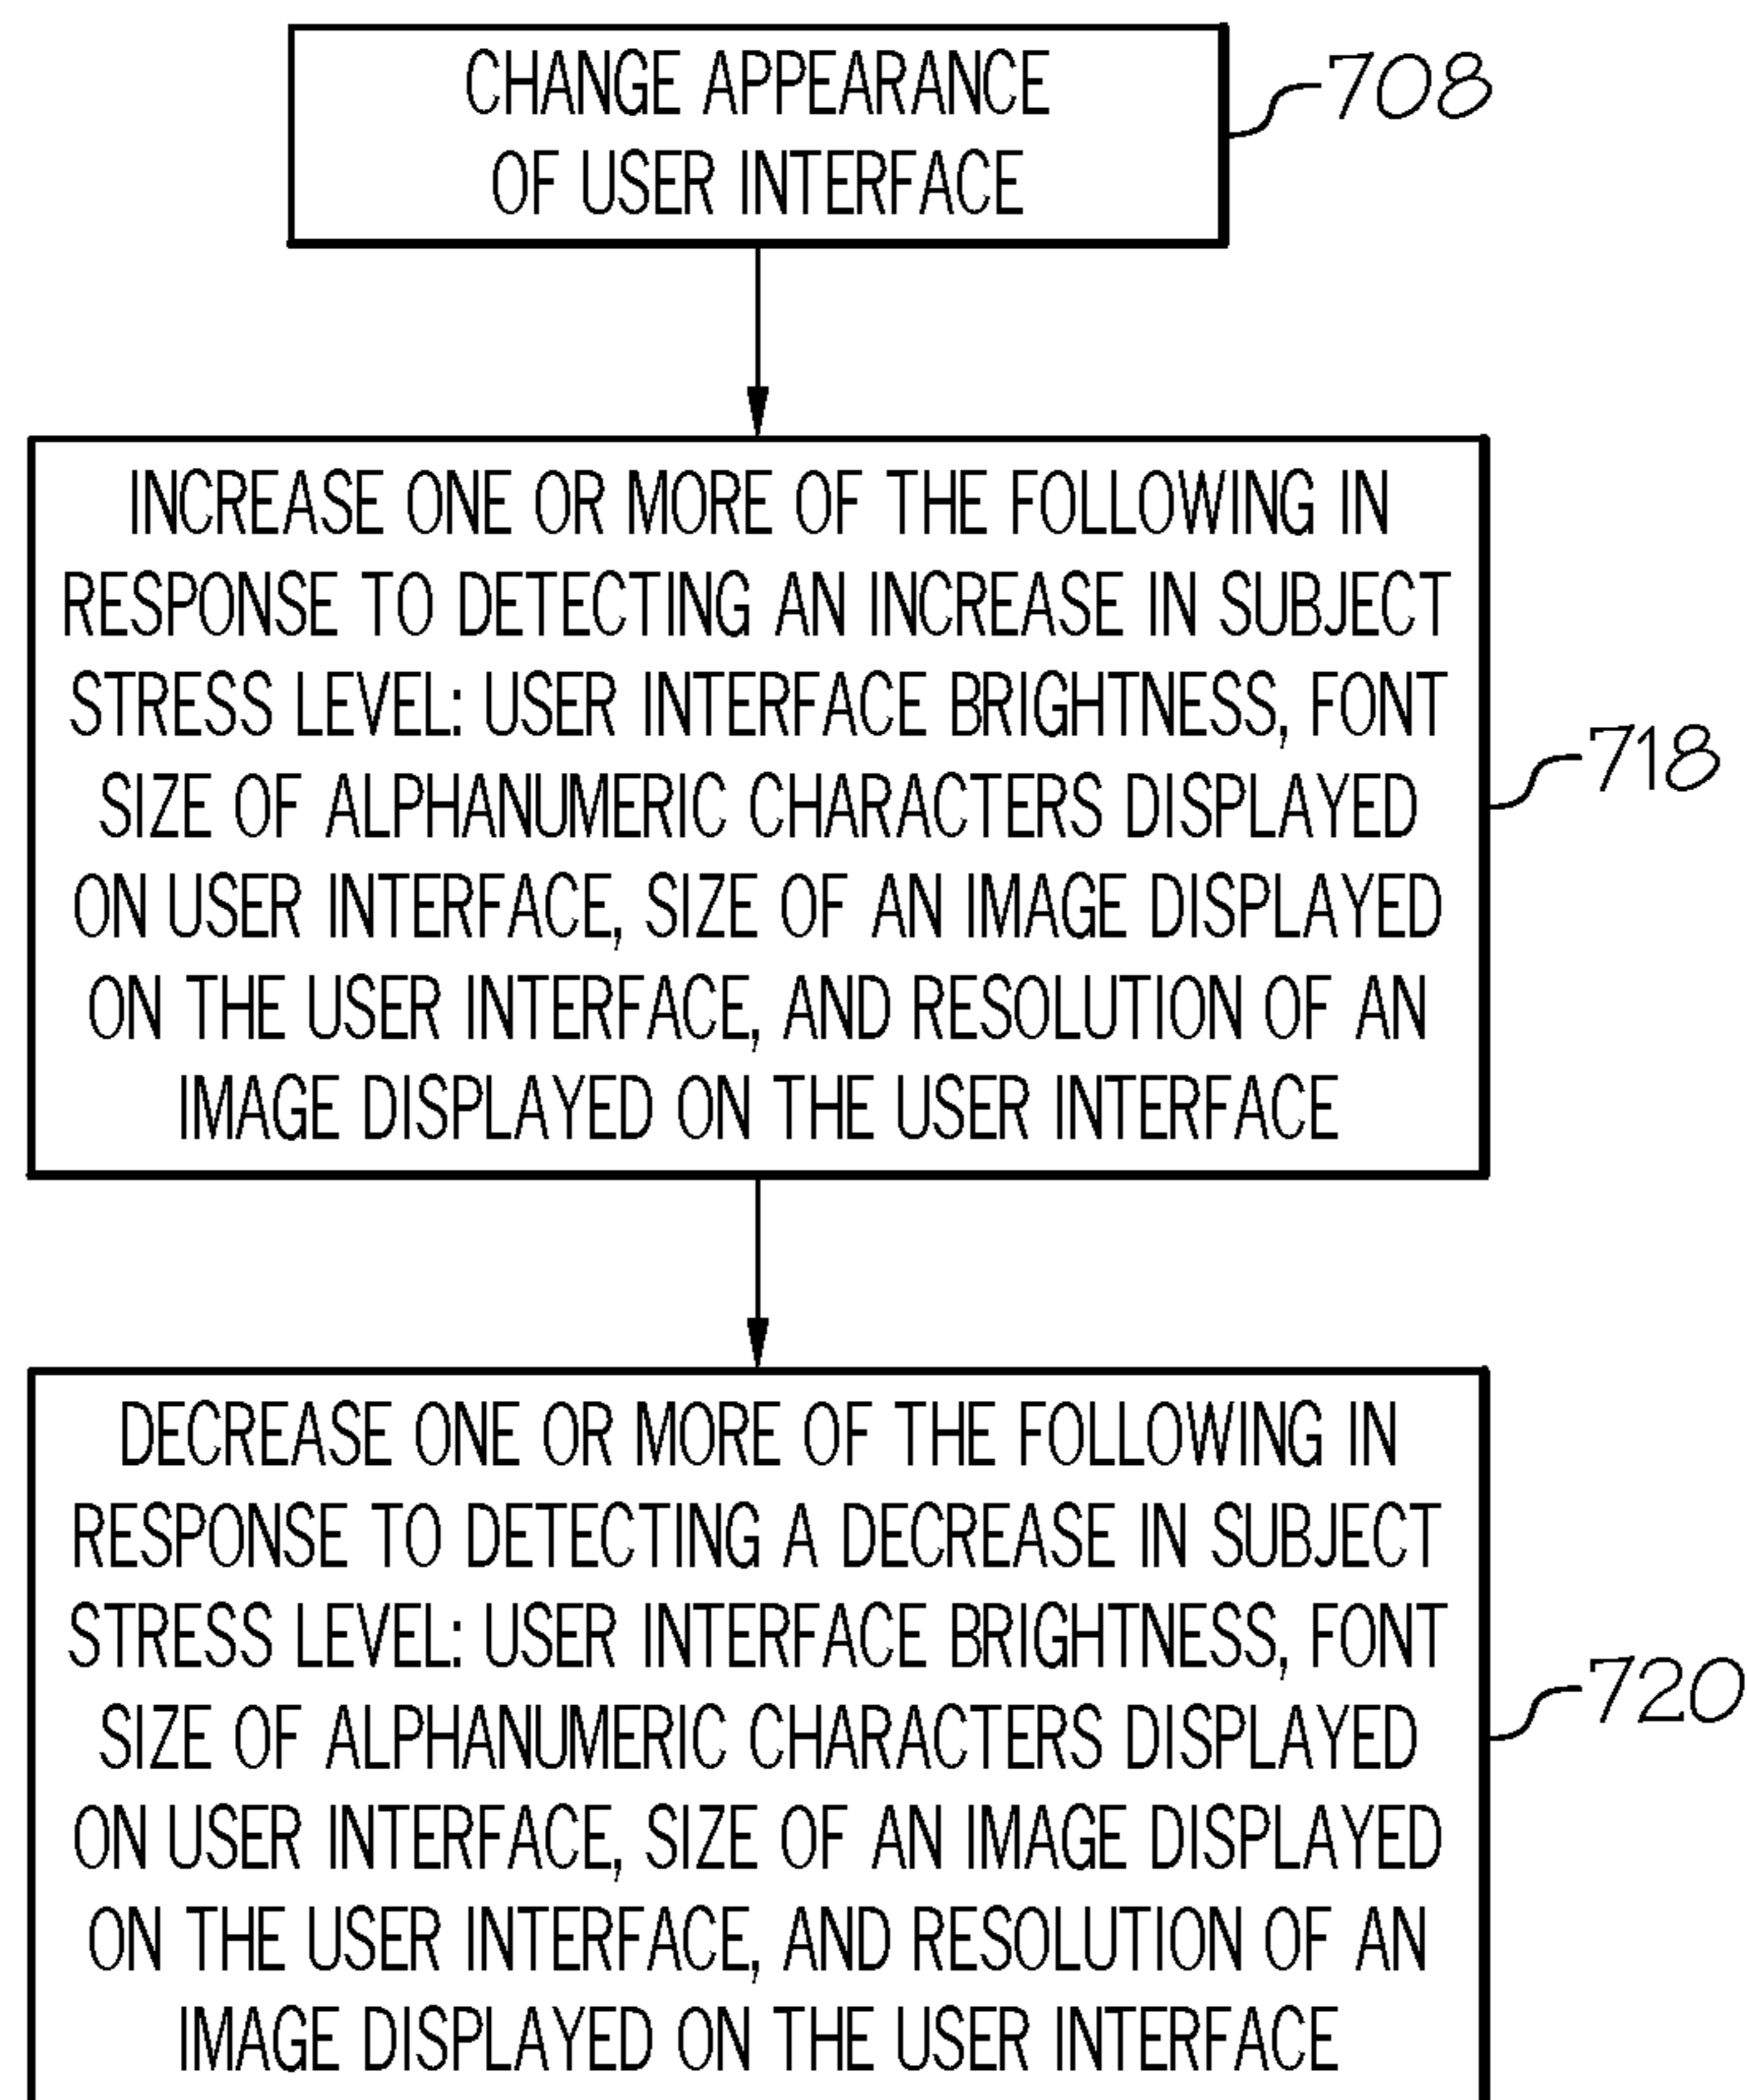 CHANGE APPEARANCE
OF USER INTERFACE
708
INCREASE ONE OR MORE OF THE FOLLOWING IN
RESPONSE TO DETECTING AN INCREASE IN SUBJECT
STRESS LEVEL: USER INTERFACE BRIGHTNESS, FONT
SIZE OF ALPHANUMERIC CHARACTERS DISPLAYED
ON USER INTERFACE, SIZE OF AN IMAGE DISPLAYED
ON THE USER INTERFACE, AND RESOLUTION OF AN
IMAGE DISPLAYED ON THE USER INTERFACE
718
DECREASE ONE OR MORE OF THE FOLLOWING IN
RESPONSE TO DETECTING A DECREASE IN SUBJECT
STRESS LEVEL: USER INTERFACE BRIGHTNESS, FONT
SIZE OF ALPHANUMERIC CHARACTERS DISPLAYED
ON USER INTERFACE, SIZE OF AN IMAGE DISPLAYED
ON THE USER INTERFACE, AND RESOLUTION OF AN
IMAGE DISPLAYED ON THE USER INTERFACE
720